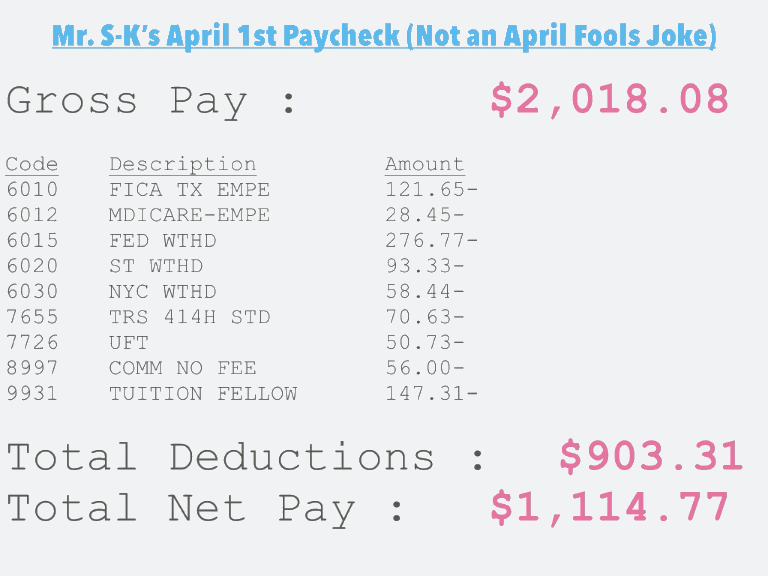 Mr. S-K's April 1st Paycheck (Not an April Fools Joke)
Gross Pay : $2,018.08
Code Description Amount
6010 FICA TX EMPE 121.65-
6012 MDICARE-EMPE 28.45-
6015 FED WTHD 276.77-
6020 ST WTHD 93.33-
6030 NYC WTHD 58.44-
7655 TRS 414H STD 70.63-
7726 UFT 50.73-
8997 COMM NO FEE 56.00-
9931 TUITION FELLOW 147.31-
Total Deductions : $903.31
Total Net Pay : $1,114.77